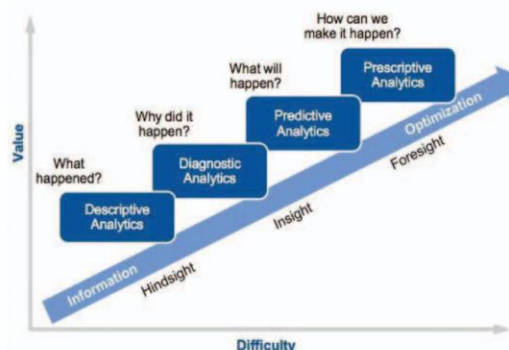 How can we
make it happen?
Prescriptive
Analytics
What will
happen?
Predictive
Analytics
Why did it
happen?
Diagnostic
Analytics
What
happened?
Descriptive
Analytics
Optimization
Foresight
Insight
Hindsight
Information
Value
Difficulty